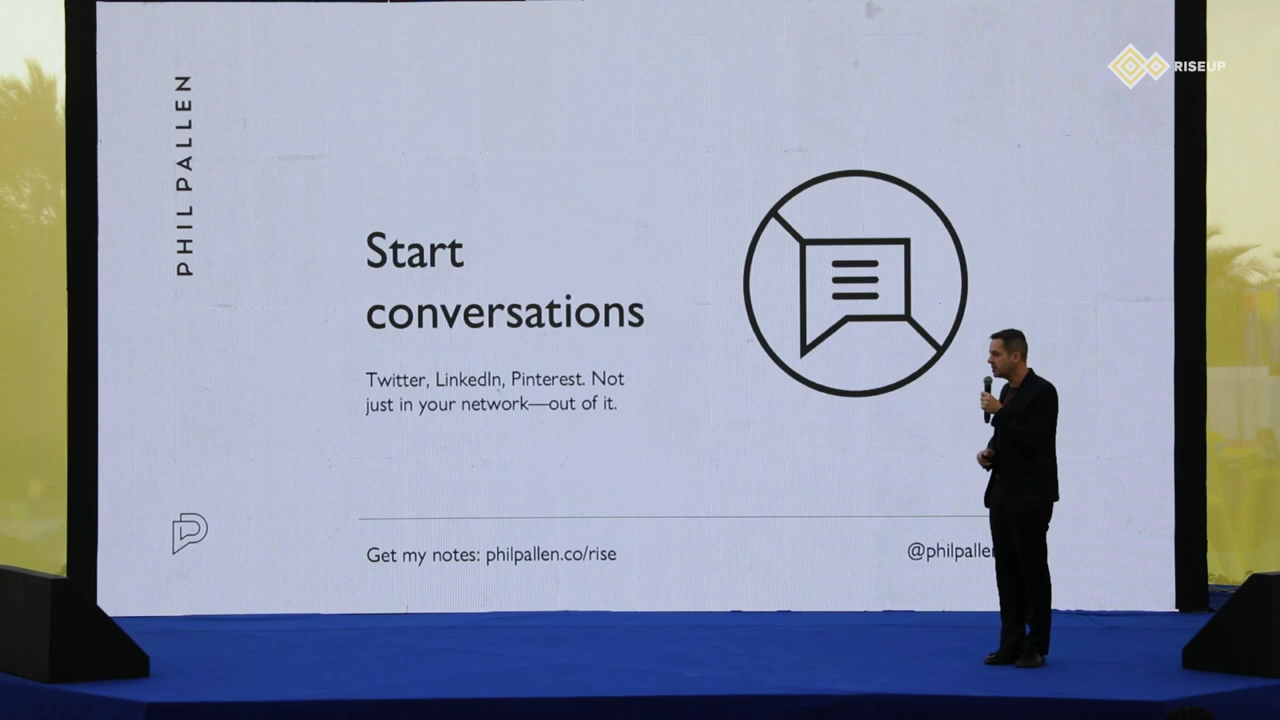 RISEUP
PHIL PALLEN
Start
conversations
Twitter, LinkedIn, Pinterest. Not
just in your network—out of it.
Get my notes: philpallen.co/rise